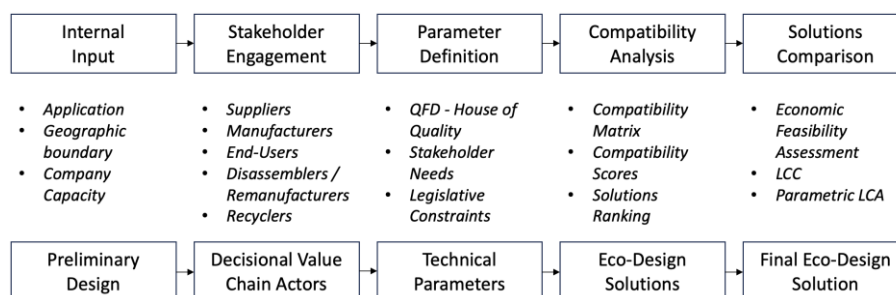 Internal
Input
Stakeholder
Engagement
Parameter
Definition
Compatibility
Analysis
Solutions
Comparison
• Application
• Geographic
boundary
• Company
Capacity
• Suppliers
• Manufacturers
• End-Users
• Disassemblers /
Remanufacturers
• Recyclers
• QFD - House of
Quality
• Stakeholder
Needs
• Legislative
Constraints
• Compatibility
Matrix
• Compatibility
Scores
• Solutions
Ranking
• Economic
Feasibility
Assessment
• LCC
• Parametric LCA
Preliminary
Design
Decisional Value
Chain Actors
Technical
Parameters
Eco-Design
Solutions
Final Eco-Design
Solution